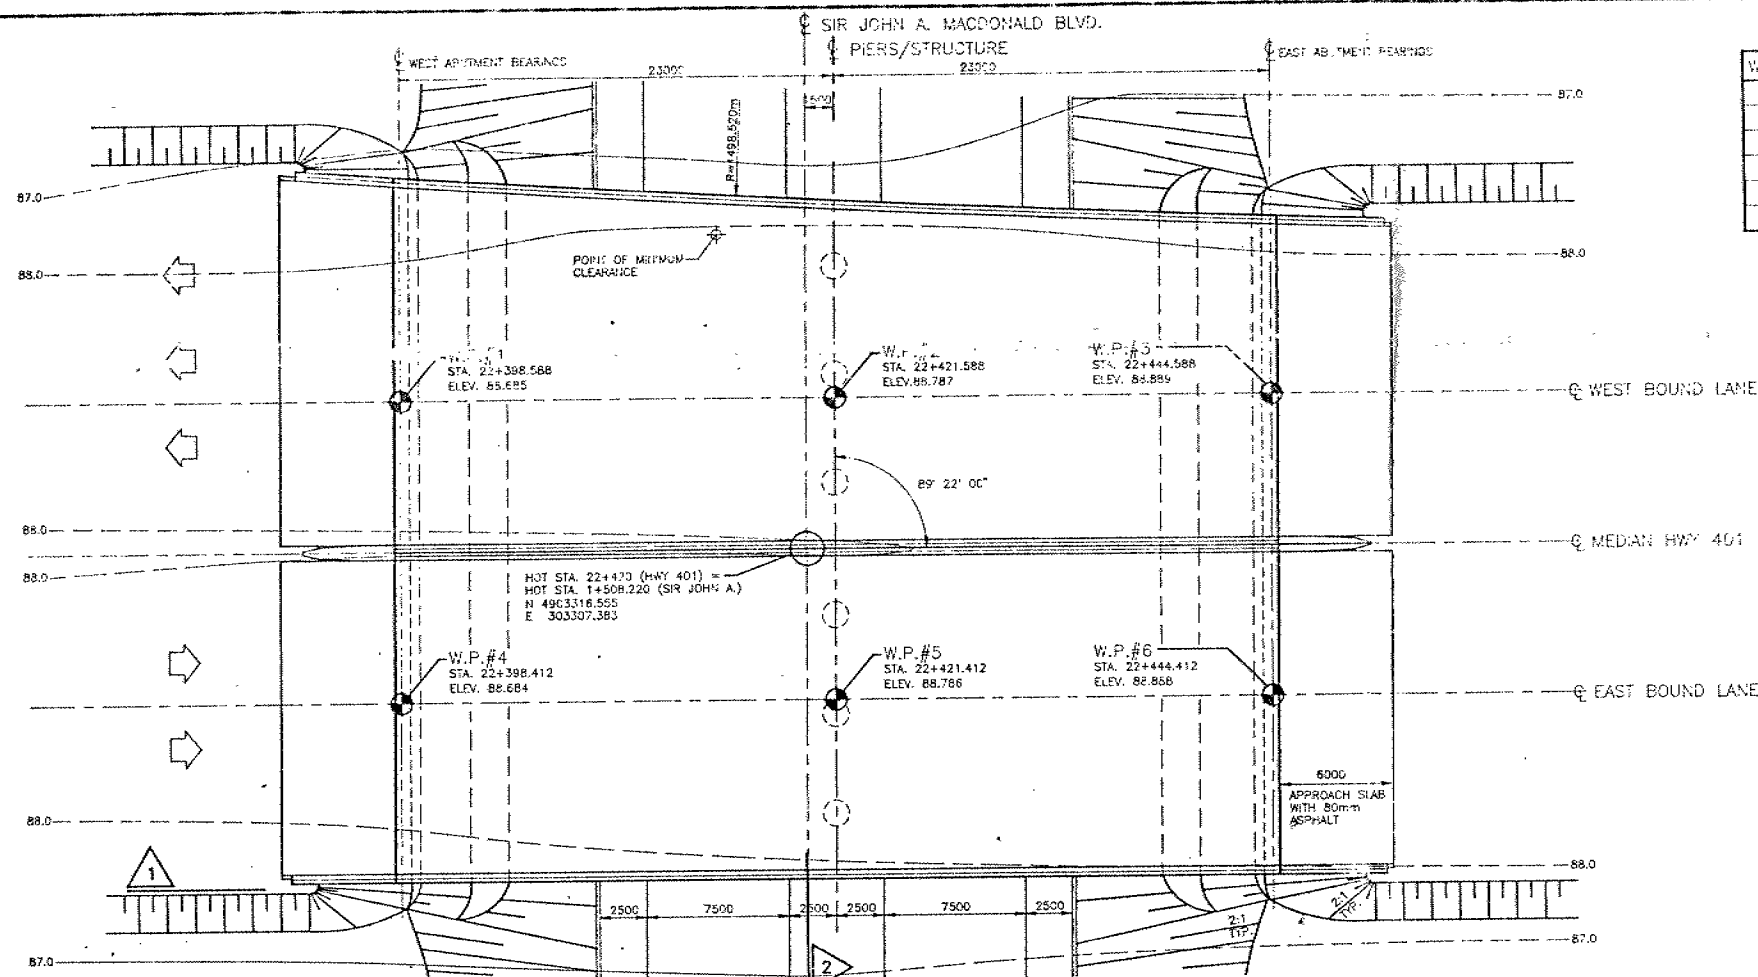 ℄ SIR JOHN A. MACDONALD BLVD.
℄ PIERS/STRUCTURE
℄ WEST ABUTMENT BEARINGS
℄ EAST ABUTMENT BEARINGS
23000
23000
500
87.0
87.0
88.0
88.0
POINT OF MINIMUM
CLEARANCE
STA. 22+398.588
W.P.#2
STA. 22+421.588
ELEV.88.787
W.P.#3
STA. 22+444.588
ELEV. 88.889
℄ WEST BOUND LANE
89° 22' 00"
88.0
℄ MEDIAN HWY 401
88.0
HOT STA. 22+420 (HWY 401) =
HOT STA. 1+508.220 (SIR JOHN A.)
N 4903316.555
E 303307.383
W.P.#4
STA. 22+398.412
ELEV. 88.684
W.P.#5
STA. 22+421.412
ELEV. 88.786
W.P.#6
STA. 22+444.412
ELEV. 88.888
℄ EAST BOUND LANE
6000
APPROACH SLAB
WITH 80mm
ASPHALT
88.0
88.0
1
2500
7500
2500
2500
7500
2500
2:1
TYP.
2:1
TYP.
87.0
87.0
2